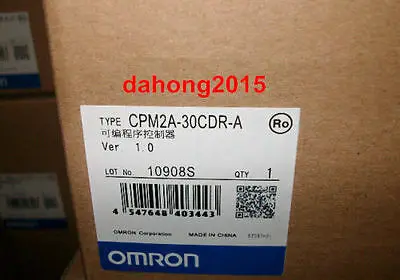 dahong2015
TYPE CPM2A-30CDR-A
Ro
可编程序控制器
Ver 1.0
LOT No. 10908S QTY 1
4 547648 403443
OMRON Corporation MADE IN CHINA
OMRON